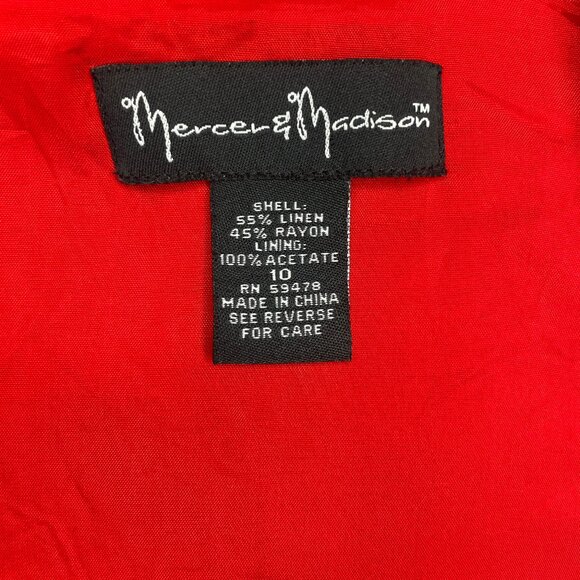 Mercer & Madison™
SHELL:
55% LINEN
45% RAYON
LINING:
100% ACETATE
10
RN 59478
MADE IN CHINA
SEE REVERSE
FOR CARE